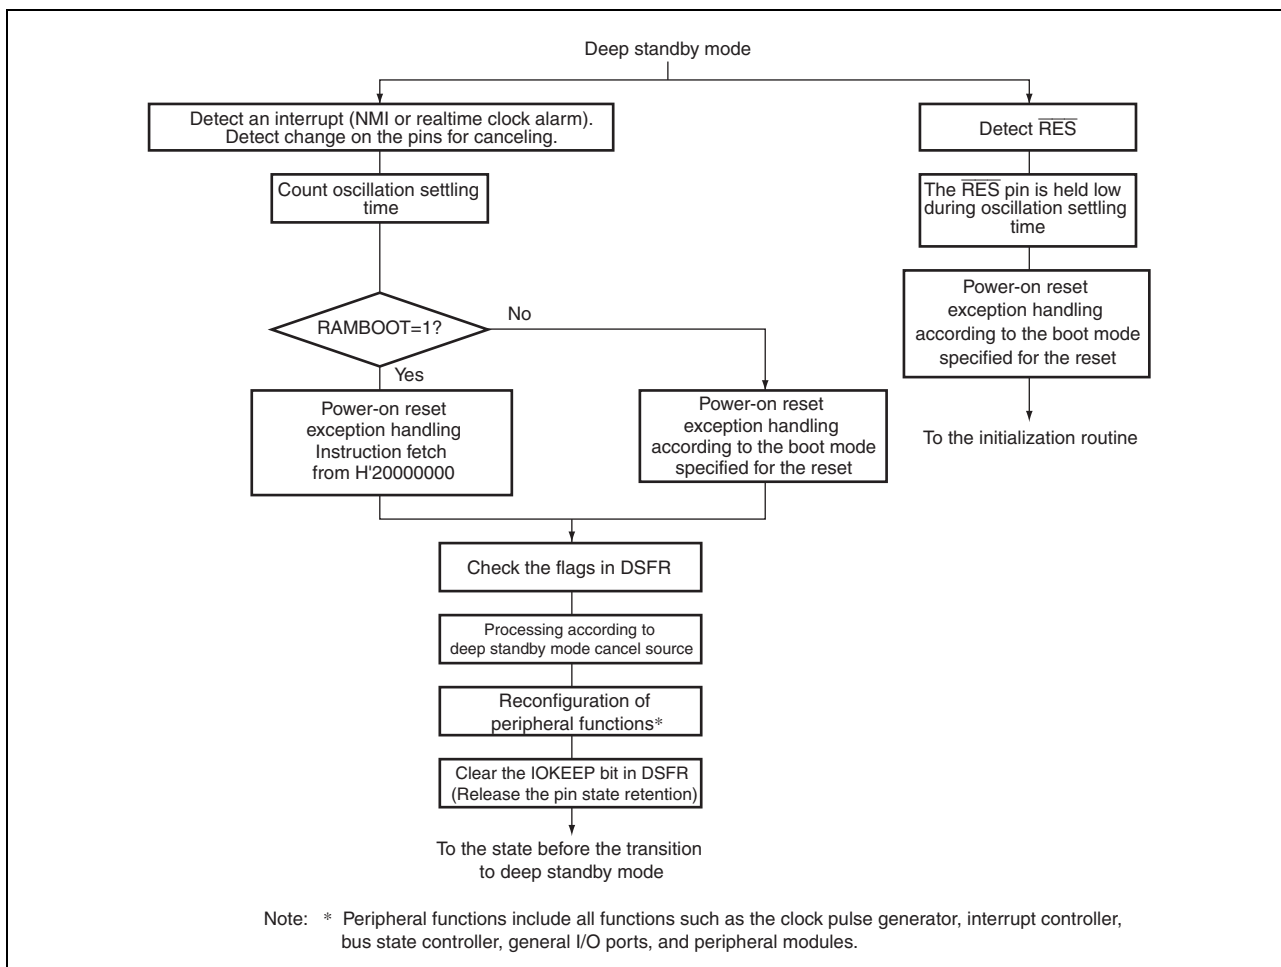 Deep standby mode
Detect an interrupt (NMI or realtime clock alarm).
Detect change on the pins for canceling.
Count oscillation settling
time
RAMBOOT=1?
No
Yes
Power-on reset
exception handling
Instruction fetch
from H'20000000
Power-on reset
exception handling
according to the boot mode
specified for the reset
Detect R̅E̅S̅
The R̅E̅S̅ pin is held low
during oscillation settling
time
Power-on reset
exception handling
according to the boot mode
specified for the reset
To the initialization routine
Check the flags in DSFR
Processing according to
deep standby mode cancel source
Reconfiguration of
peripheral functions*
Clear the IOKEEP bit in DSFR
(Release the pin state retention)
To the state before the transition
to deep standby mode
Note: * Peripheral functions include all functions such as the clock pulse generator, interrupt controller,
bus state controller, general I/O ports, and peripheral modules.